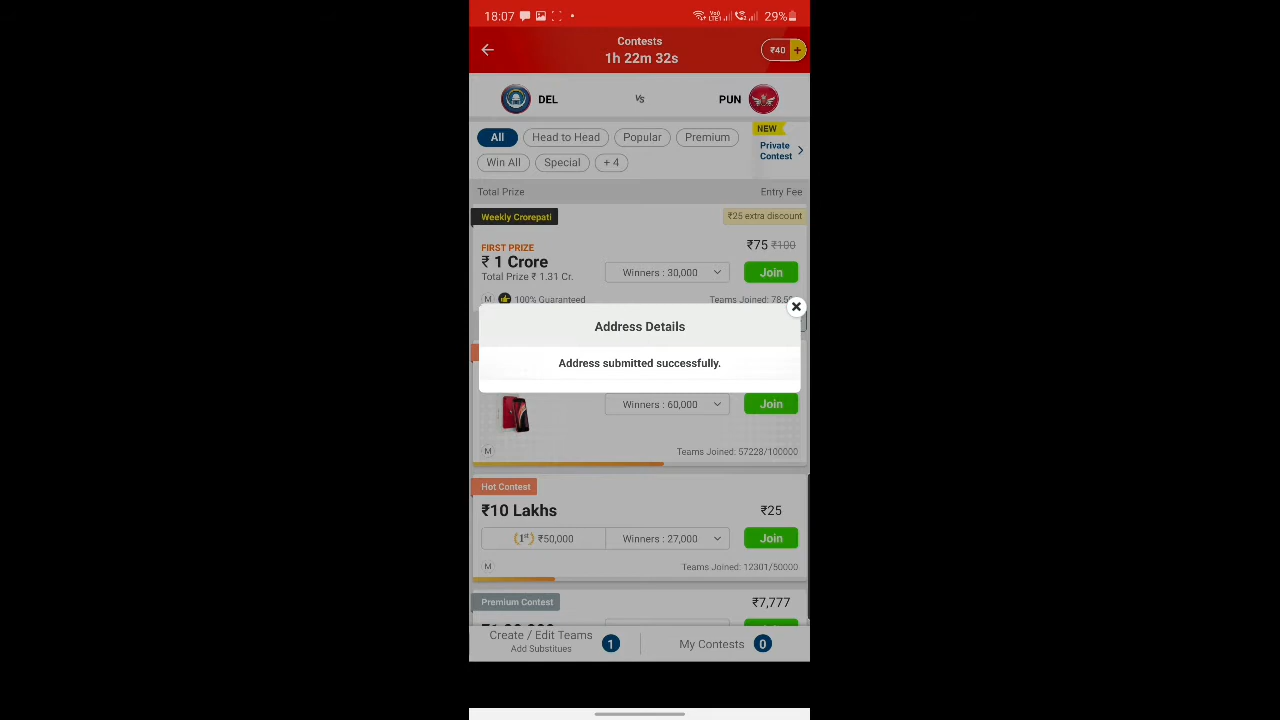 18:07
29%
Contests
1h 22m 32s
₹40 +
DEL Vs PUN
All Head to Head Popular Premium
NEW
Private
Contest
Win All Special + 4
Total Prize Entry Fee
Weekly Crorepati ₹25 extra discount
FIRST PRIZE
₹75 ₹100
₹ 1 Crore
Total Prize ₹ 1.31 Cr.
Winners : 30,000 Join
M 100% Guaranteed Teams Joined: 78.5
Address Details
Address submitted successfully.
Winners : 60,000 Join
M Teams Joined: 57228/100000
Hot Contest
₹10 Lakhs ₹25
1st ₹50,000 Winners : 27,000 Join
M Teams Joined: 12301/50000
Premium Contest
₹7,777
Create / Edit Teams 1
Add Substitues
My Contests 0